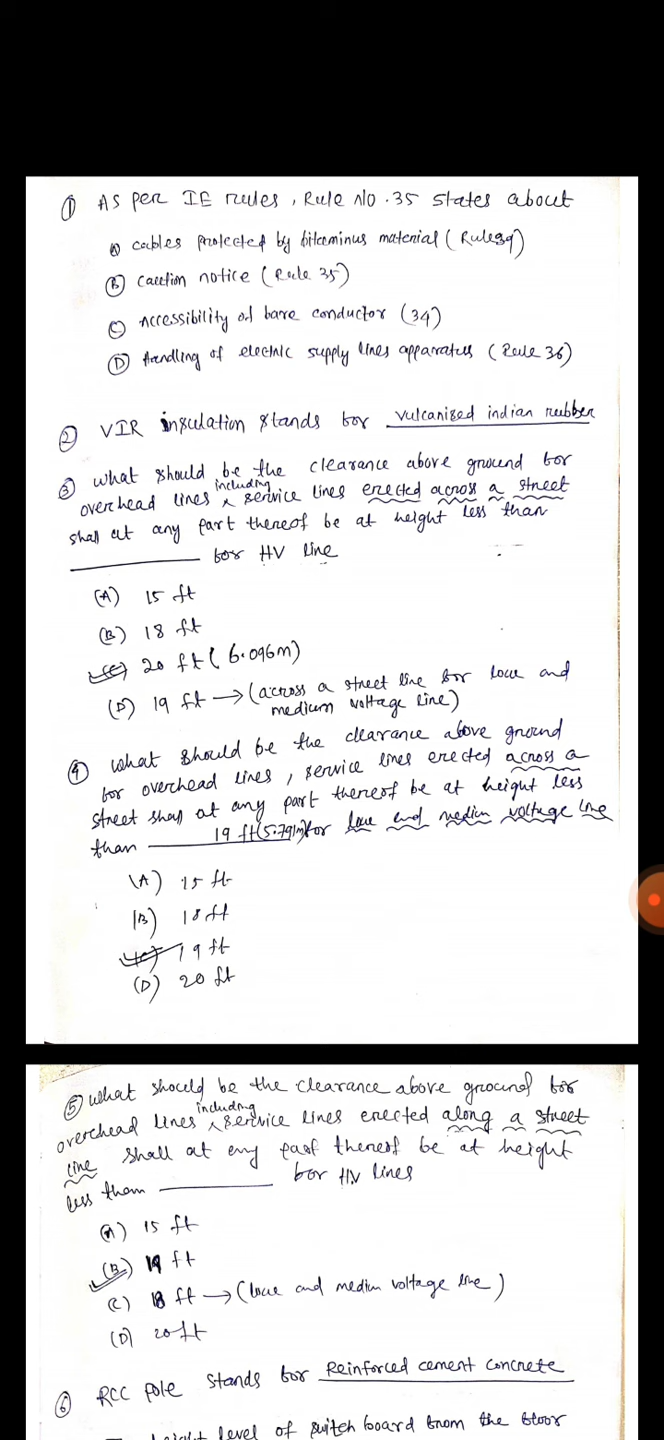 ① As per IE rules, Rule No. 35 states about
(A) cables protected by bitaminus material (Rule 39)
(B) caution notice (Rule 35)
(C) Accessibility of bare conductor (34)
(D) Handling of electric supply lines apparatus (Rule 36)
② VIR insulation stands for vulcanized indian rubber
③ What should be the clearance above ground for
overhead lines including service lines erected across a street
shall at any part thereof be at height less than
________ for HV line
(A) 15 ft
(B) 18 ft
(C) 20 ft (6.096m)
(D) 19 ft → (across a street line for low and
medium voltage line)
④ What should be the clearance above ground
for overhead lines, service lines erected across a
street shall at any part thereof be at height less
than 19 ft (5.791m) for low and medium voltage line
(A) 15 ft
(B) 18 ft
(C) 19 ft
(D) 20 ft
⑤ What should be the clearance above ground for
overhead lines including service lines erected along a street
line shall at any part thereof be at height
less than ________ for HV lines
(A) 15 ft
(B) 19 ft
(C) 18 ft → (low and medium voltage line)
(D) 20 ft
⑥ RCC pole stands for Reinforced cement concrete
level of switch board from the floor